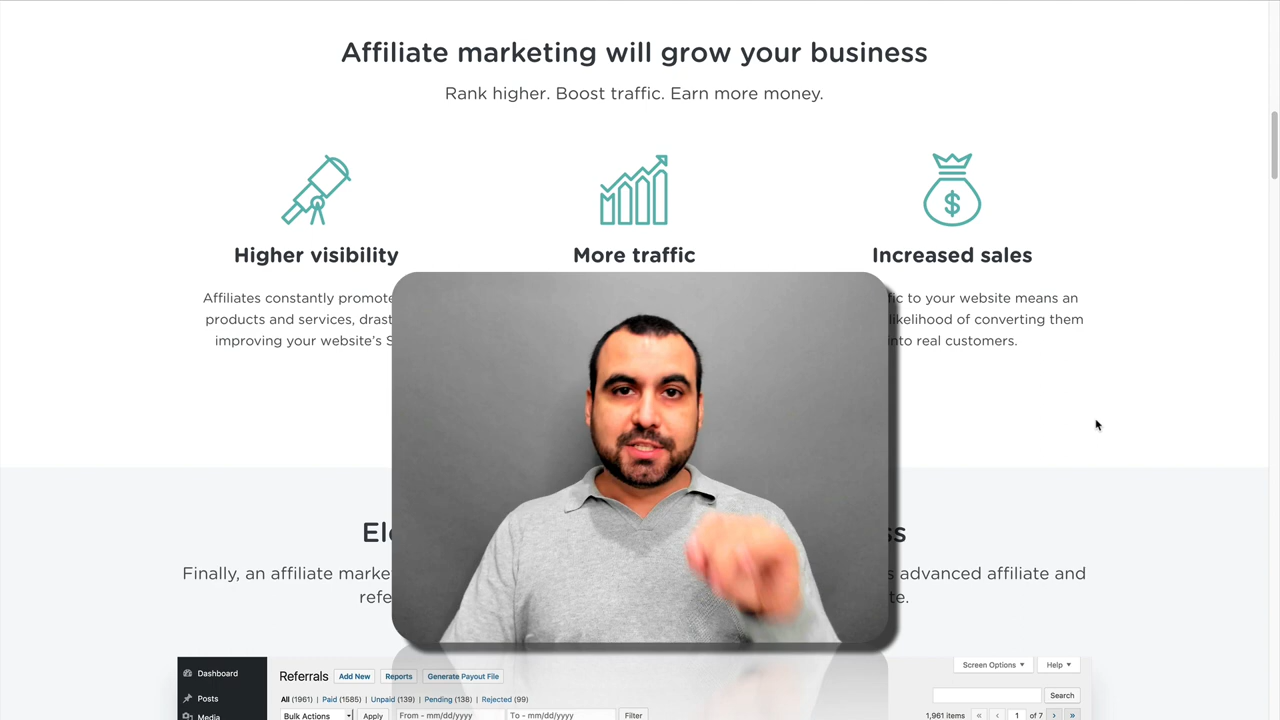 Affiliate marketing will grow your business
Rank higher. Boost traffic. Earn more money.
Higher visibility
More traffic
Increased sales
Affiliates constantly promote
products and services,
improving your website's
to your website means an
of converting them
real customers.
Finally, an affiliate
advanced affiliate and
Dashboard
Posts
Media
Referrals
Add New
Reports
Generate Payout File
Screen Options ▼
Help ▼
All (1961) | Paid (1585) | Unpaid (139) | Pending (138) | Rejected (99)
Search
Bulk Actions
Apply
From - mm/dd/yyyy
To - mm/dd/yyyy
Filter
1,961 items
«
‹
1
of 7
›
»